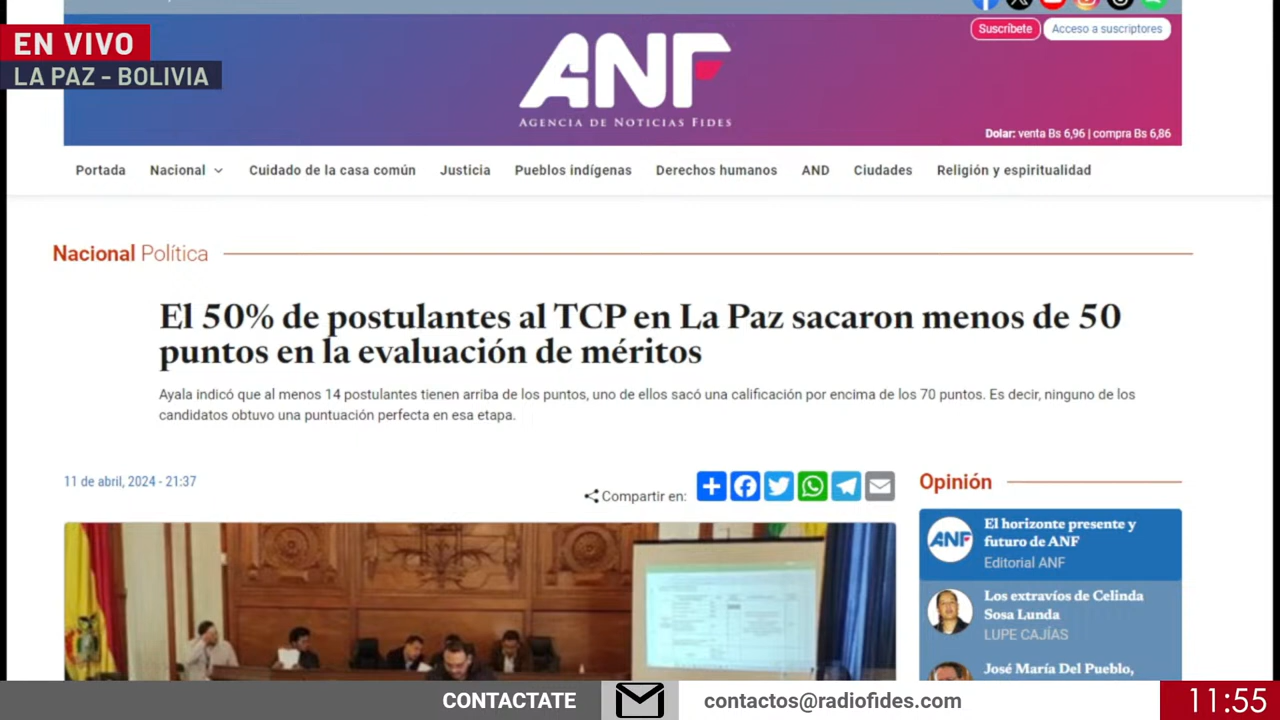 EN VIVO
LA PAZ - BOLIVIA
Suscríbete
Acceso a suscriptores
ANF
AGENCIA DE NOTICIAS FIDES
Dolar: venta Bs 6,96 | compra Bs 6,86
Portada Nacional Cuidado de la casa común Justicia Pueblos indígenas Derechos humanos AND Ciudades Religión y espiritualidad
Nacional Política
El 50% de postulantes al TCP en La Paz sacaron menos de 50
puntos en la evaluación de méritos
Ayala indicó que al menos 14 postulantes tienen arriba de los puntos, uno de ellos sacó una calificación por encima de los 70 puntos. Es decir, ninguno de los
candidatos obtuvo una puntuación perfecta en esa etapa.
11 de abril, 2024 - 21:37
Compartir en:
Opinión
ANF
El horizonte presente y
futuro de ANF
Editorial ANF
Los extravíos de Celinda
Sosa Lunda
LUPE CAJÍAS
José María Del Pueblo,
CONTACTATE
contactos@radiofides.com
11:55